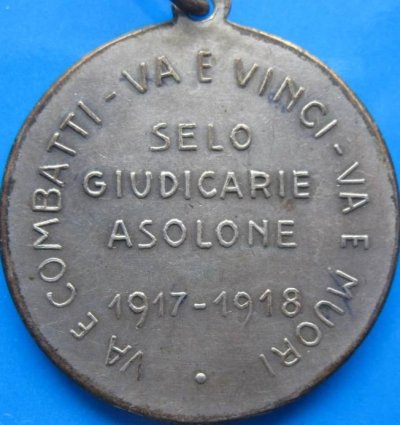 VA E COMBATTI - VA E VINCI - VA E MUORI
SELO
GIUDICARIE
ASOLONE
1917-1918